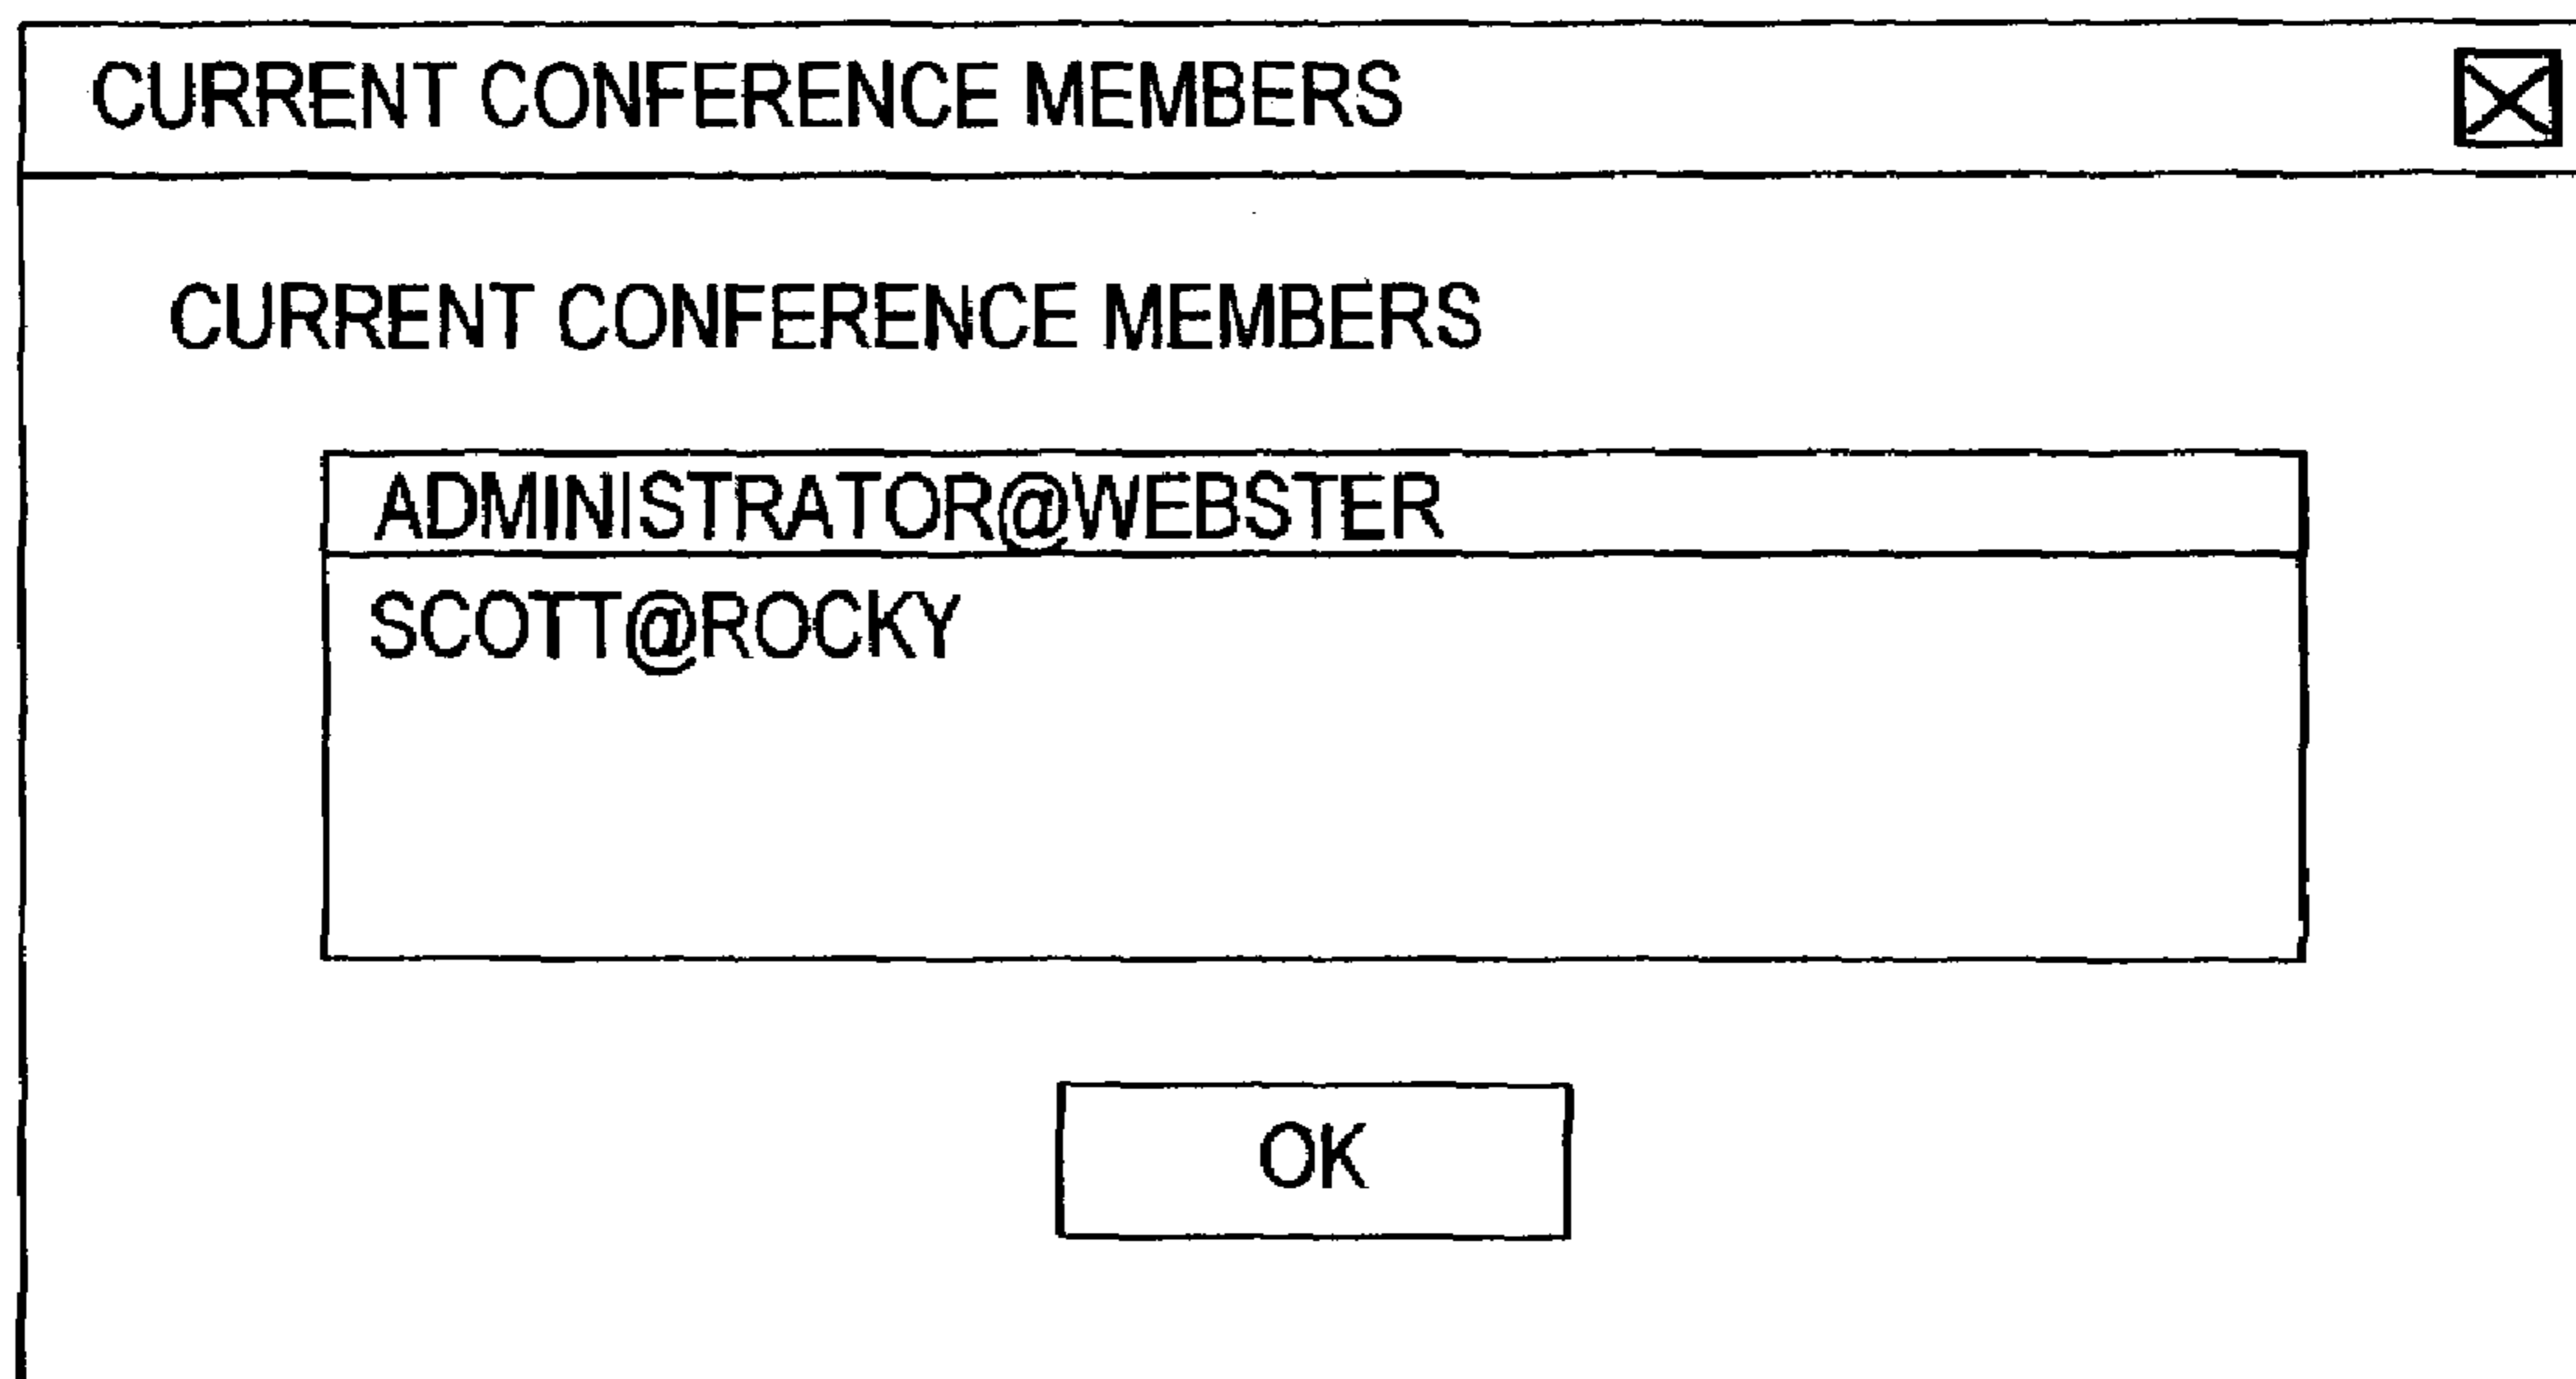 CURRENT CONFERENCE MEMBERS
CURRENT CONFERENCE MEMBERS
ADMINISTRATOR@WEBSTER
SCOTT@ROCKY
OK